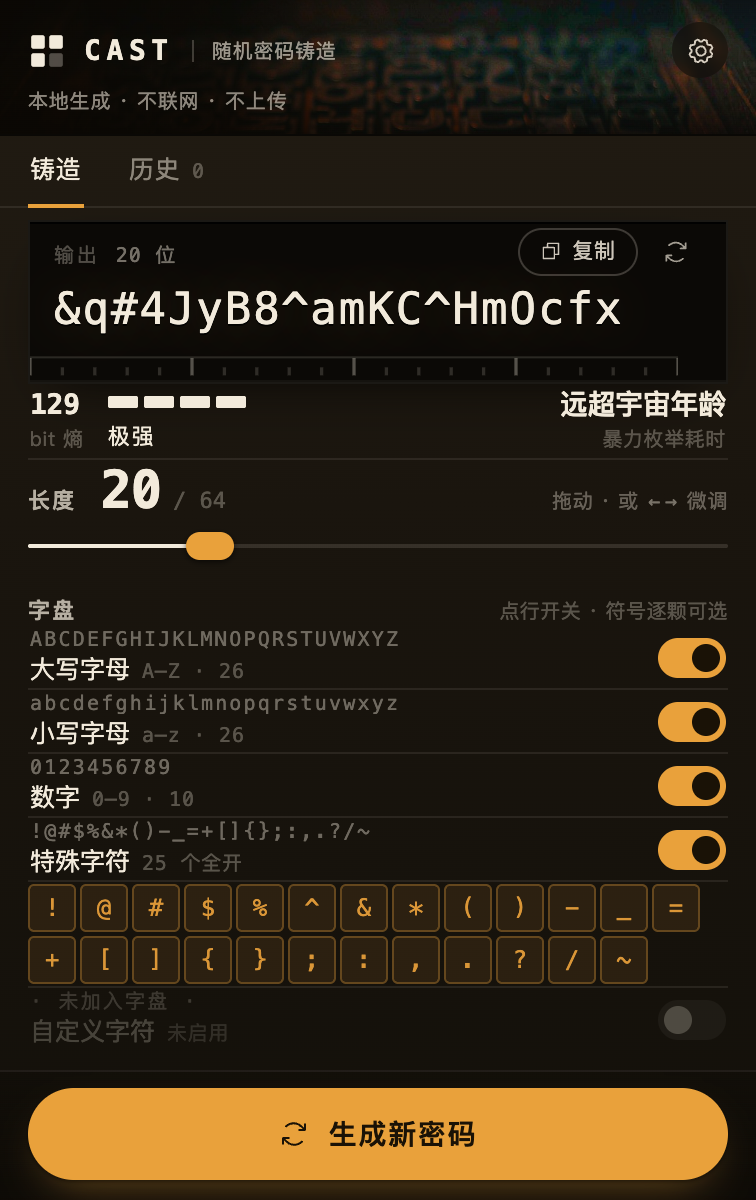 CAST 随机密码铸造
本地生成 · 不联网 · 不上传
铸造 历史 0
输出 20 位 复制
&q#4JyB8^amKC^HmOcfx
129 远超宇宙年龄
bit 熵 极强 暴力枚举耗时
长度 20 / 64 拖动 · 或 ←→ 微调
字盘 点行开关 · 符号逐颗可选
ABCDEFGHIJKLMNOPQRSTUVWXYZ
大写字母 A—Z · 26
abcdefghijklmnopqrstuvwxyz
小写字母 a—z · 26
0123456789
数字 0—9 · 10
!@#$%&*()-_=+[]{};:,.?/~
特殊字符 25 个全开
! @ # $ % ^ & * ( ) - _ =
+ [ ] { } ; : , . ? / ~
· 未加入字盘 ·
自定义字符 未启用
生成新密码